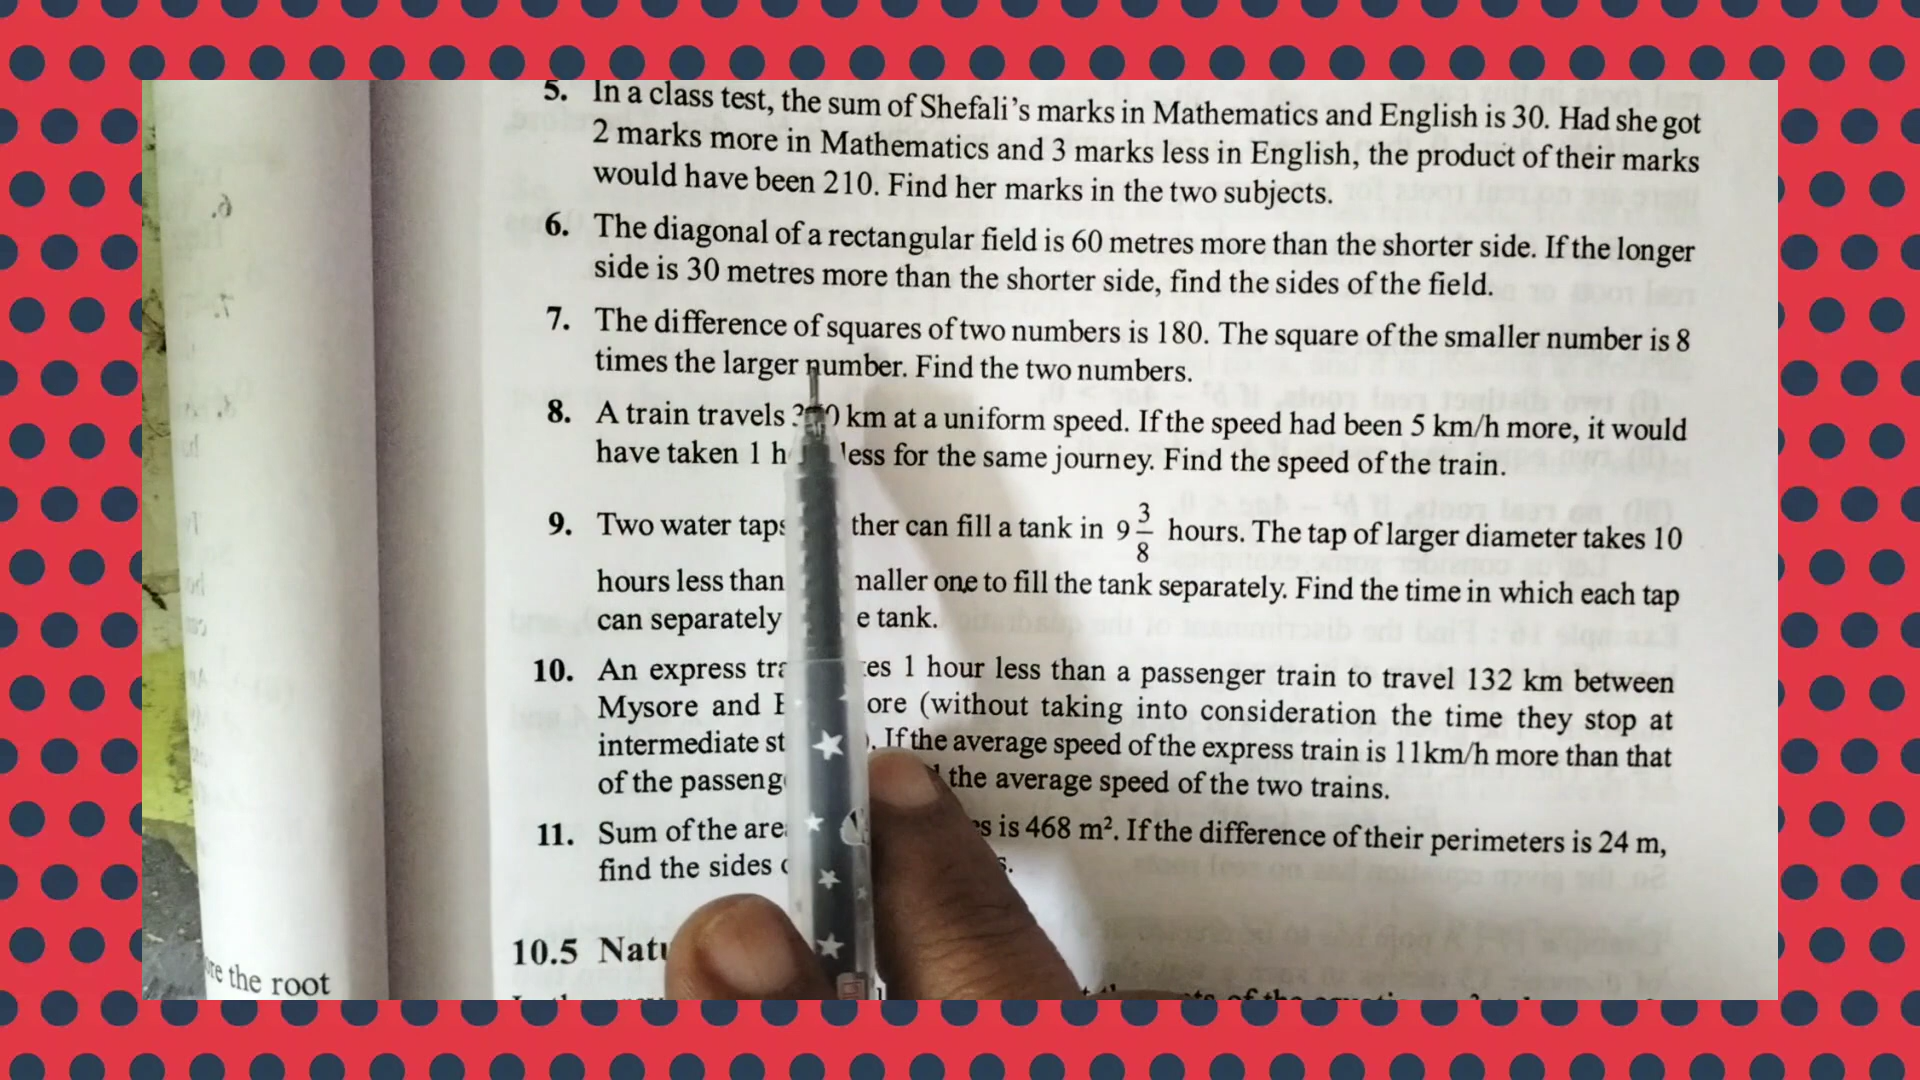 5. In a class test, the sum of Shefali's marks in Mathematics and English is 30. Had she got
2 marks more in Mathematics and 3 marks less in English, the product of their marks
would have been 210. Find her marks in the two subjects.
6. The diagonal of a rectangular field is 60 metres more than the shorter side. If the longer
side is 30 metres more than the shorter side, find the sides of the field.
7. The difference of squares of two numbers is 180. The square of the smaller number is 8
times the larger number. Find the two numbers.
8. A train travels km at a uniform speed. If the speed had been 5 km/h more, it would
have taken 1 less for the same journey. Find the speed of the train.
9. Two water taps can fill a tank in 9 3/8 hours. The tap of larger diameter takes 10
hours less than one to fill the tank separately. Find the time in which each tap
can separately tank.
10. An express 1 hour less than a passenger train to travel 132 km between
Mysore and (without taking into consideration the time they stop at
intermediate If the average speed of the express train is 11km/h more than that
of the the average speed of the two trains.
11. Sum of the is 468 m². If the difference of their perimeters is 24 m,
find the sides
10.5
the root